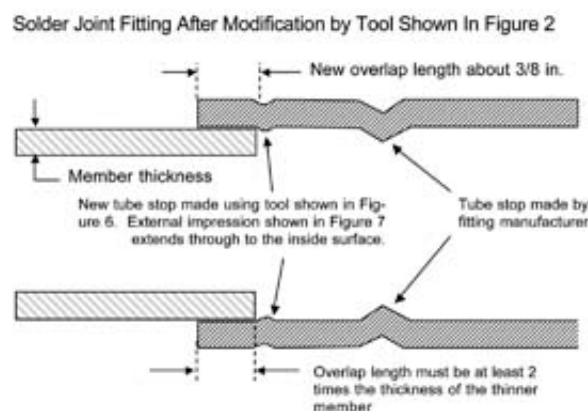 Solder Joint Fitting After Modification by Tool Shown In Figure 2
New overlap length about 3/8 in.
Member thickness
New tube stop made using tool shown in Fig-
ure 6. External impression shown in Figure 7
extends through to the inside surface.
Tube stop made by
fitting manufacturer
Overlap length must be at least 2
times the thickness of the thinner
member